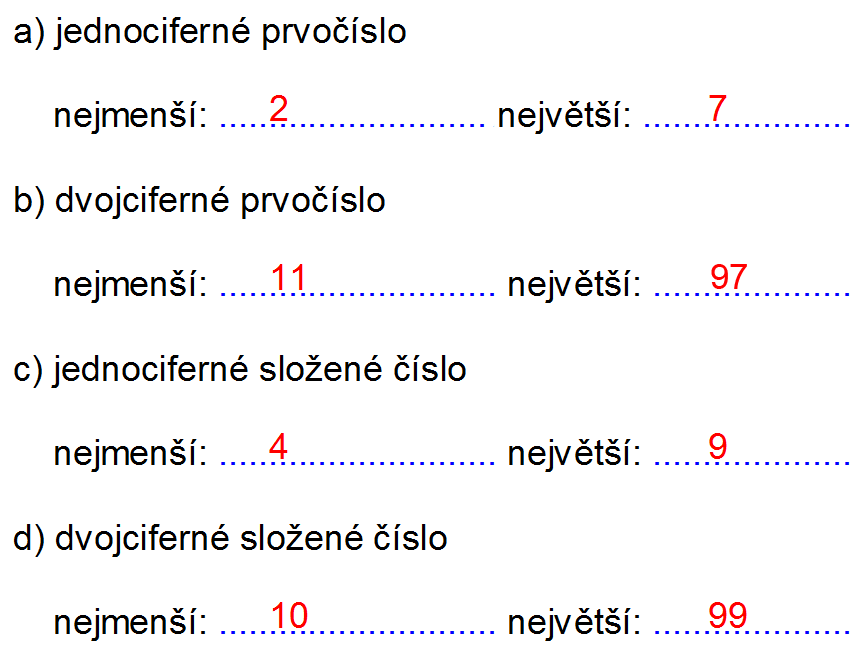 a) jednociferné prvočíslo
nejmenší: ...........2........... největší: .......7.......
b) dvojciferné prvočíslo
nejmenší: ...........11........... největší: .......97.......
c) jednociferné složené číslo
nejmenší: ...........4........... největší: .......9.......
d) dvojciferné složené číslo
nejmenší: ...........10........... největší: .......99.......